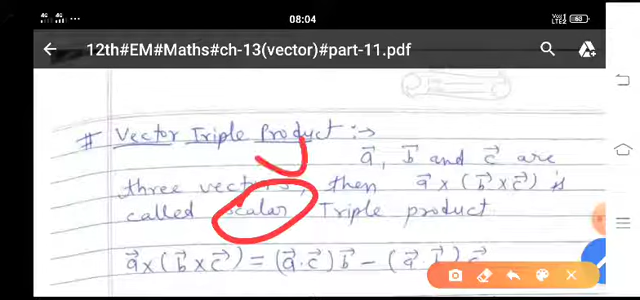 08:04
12th#EM#Maths#ch-13(vector)#part-11.pdf
# Vector Triple Product :→
a⃗, b⃗ and c⃗ are
three vectors, then a⃗ × (b⃗ × c⃗) is
called scalar Triple product
a⃗ × (b⃗ × c⃗) = (a⃗ · c⃗) b⃗ − (a⃗ · b⃗) c⃗